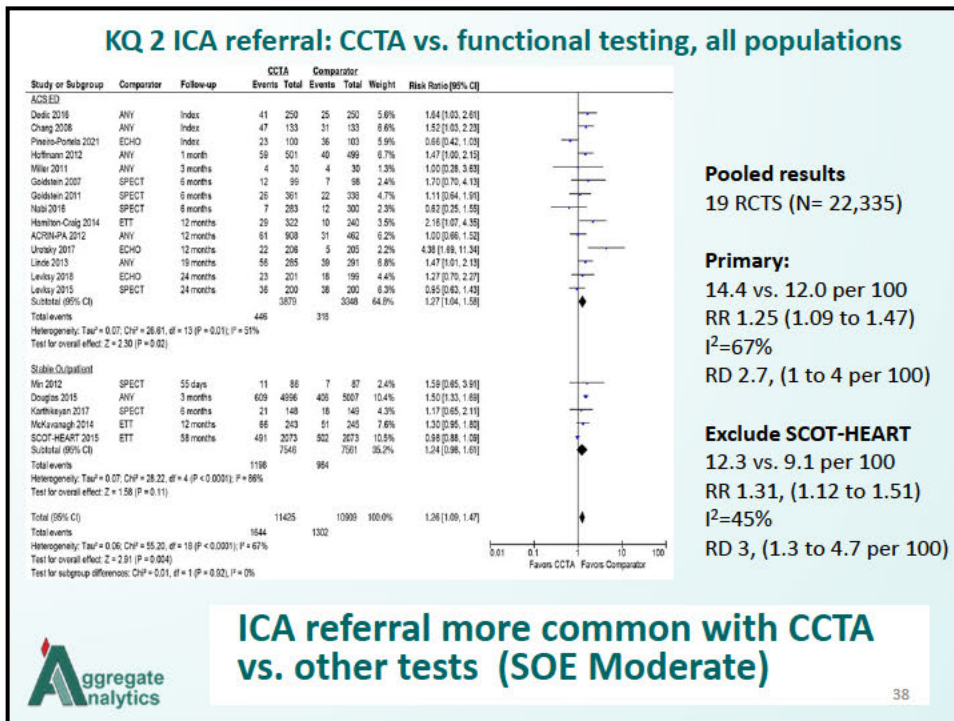 KQ 2 ICA referral: CCTA vs. functional testing, all populations
CCTA Comparator
Study or Subgroup Comparator Follow-up Events Total Events Total Weight Risk Ratio [95% CI]
ACS,ED
Dedic 2016 ANY Index 41 250 25 250 5.6% 1.64 [1.03, 2.61]
Chang 2008 ANY Index 47 133 31 133 6.6% 1.52 [1.03, 2.23]
Pineiro-Portela 2021 ECHO Index 23 100 36 103 5.9% 0.66 [0.42, 1.03]
Hoffmann 2012 ANY 1 month 59 501 40 499 6.6% 1.47 [1.00, 2.15]
Miller 2011 ANY 3 months 4 30 4 30 1.1% 1.00 [0.28, 3.63]
Goldstein 2007 SPECT 6 months 12 99 7 98 2.4% 1.70 [0.70, 4.13]
Goldstein 2011 SPECT 6 months 26 361 22 338 4.9% 1.11 [0.64, 1.91]
Nabi 2016 SPECT 6 months 7 283 12 300 2.4% 0.62 [0.25, 1.55]
Hamilton-Craig 2014 ETT 12 months 29 322 10 240 3.4% 2.16 [1.07, 4.35]
ACRIN-PA 2012 ANY 12 months 61 908 31 462 6.2% 1.00 [0.66, 1.52]
Uretsky 2017 ECHO 12 months 22 206 5 205 2.2% 4.38 [1.69, 11.34]
Linde 2013 ANY 19 months 56 285 39 291 6.8% 1.47 [1.01, 2.13]
Levksy 2018 ECHO 24 months 23 201 18 199 4.3% 1.27 [0.70, 2.27]
Levksy 2015 SPECT 24 months 36 200 38 200 6.1% 0.95 [0.63, 1.43]
Subtotal (95% CI) 3879 3348 64.8% 1.27 [1.04, 1.58]
Total events 446 318
Heterogeneity: Tau² = 0.07; Chi² = 26.61, df = 13 (P = 0.01); I² = 51%
Test for overall effect: Z = 2.30 (P = 0.02)
Stable Outpatient
Min 2012 SPECT 55 days 11 86 7 87 2.4% 1.59 [0.65, 3.91]
Douglas 2015 ANY 3 months 609 4996 406 5007 10.4% 1.50 [1.33, 1.69]
Karthikeyan 2017 SPECT 6 months 21 148 18 149 4.3% 1.17 [0.65, 2.11]
McKavanagh 2014 ETT 12 months 66 243 51 245 7.6% 1.30 [0.95, 1.80]
SCOT-HEART 2015 ETT 38 months 491 2073 502 2073 10.5% 0.98 [0.88, 1.09]
Subtotal (95% CI) 7546 7561 35.2% 1.24 [0.98, 1.61]
Total events 1198 984
Heterogeneity: Tau² = 0.07; Chi² = 28.22, df = 4 (P < 0.0001); I² = 86%
Test for overall effect: Z = 1.58 (P = 0.11)
Total (95% CI) 11425 10909 100.0% 1.26 [1.09, 1.47]
Total events 1644 1302
Heterogeneity: Tau² = 0.06; Chi² = 55.20, df = 18 (P < 0.0001); I² = 67%
Test for overall effect: Z = 2.91 (P = 0.004)
Test for subgroup differences: Chi² = 0.01, df = 1 (P = 0.92), I² = 0%
0.01 0.1 1 10 100
Favors CCTA Favors Comparator
Pooled results
19 RCTS (N= 22,335)
Primary:
14.4 vs. 12.0 per 100
RR 1.25 (1.09 to 1.47)
I²=67%
RD 2.7, (1 to 4 per 100)
Exclude SCOT-HEART
12.3 vs. 9.1 per 100
RR 1.31, (1.12 to 1.51)
I²=45%
RD 3, (1.3 to 4.7 per 100)
ICA referral more common with CCTA
vs. other tests (SOE Moderate)
Aggregate
Analytics
38